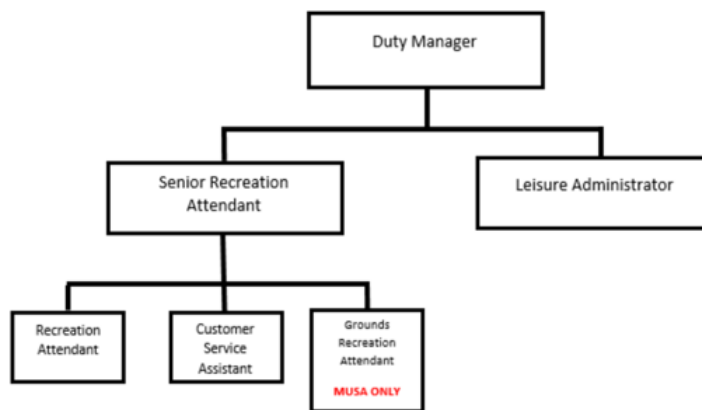 Duty Manager
Senior Recreation
Attendant
Leisure Administrator
Recreation
Attendant
Customer
Service
Assistant
Grounds
Recreation
Attendant
MUSA ONLY